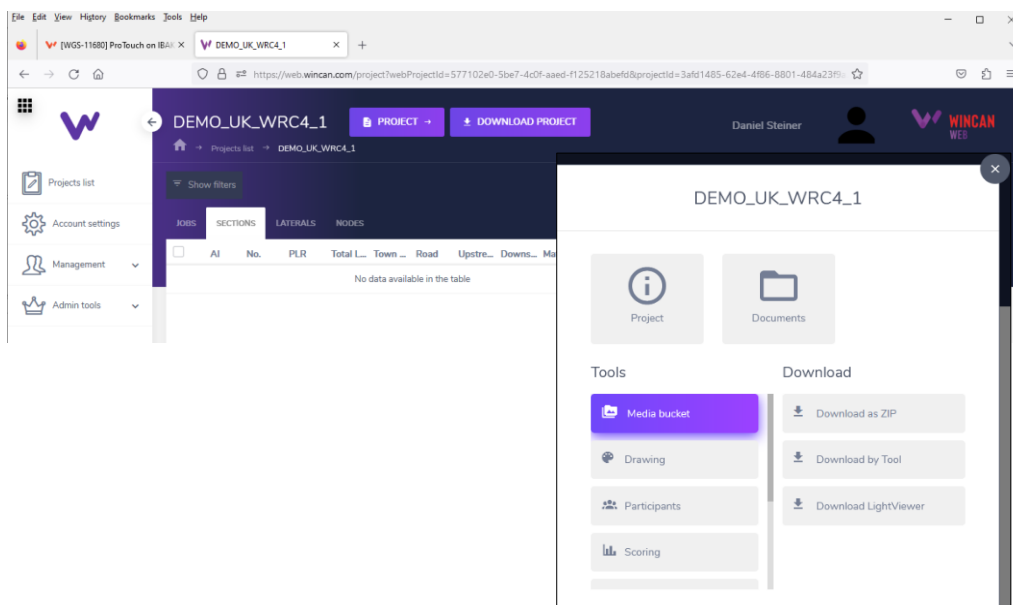 File Edit View History Bookmarks Tools Help
[WGS-11680] ProTouch on IBAK
DEMO_UK_WRC4_1
https://web.wincan.com/project?webProjectId=577102e0-5be7-4c0f-aaed-f125218abefd&projectId=3afd1485-62e4-4f86-8801-484a23f9
DEMO_UK_WRC4_1
PROJECT →
DOWNLOAD PROJECT
Daniel Steiner
WINCAN
WEB
→ Projects list → DEMO_UK_WRC4_1
Projects list
Account settings
Management
Admin tools
Show filters
JOBS SECTIONS LATERALS NODES
AI No. PLR Total L... Town ... Road Upstre... Downs... Ma
No data available in the table
DEMO_UK_WRC4_1
Project
Documents
Tools
Media bucket
Drawing
Participants
Scoring
Download
Download as ZIP
Download by Tool
Download LightViewer